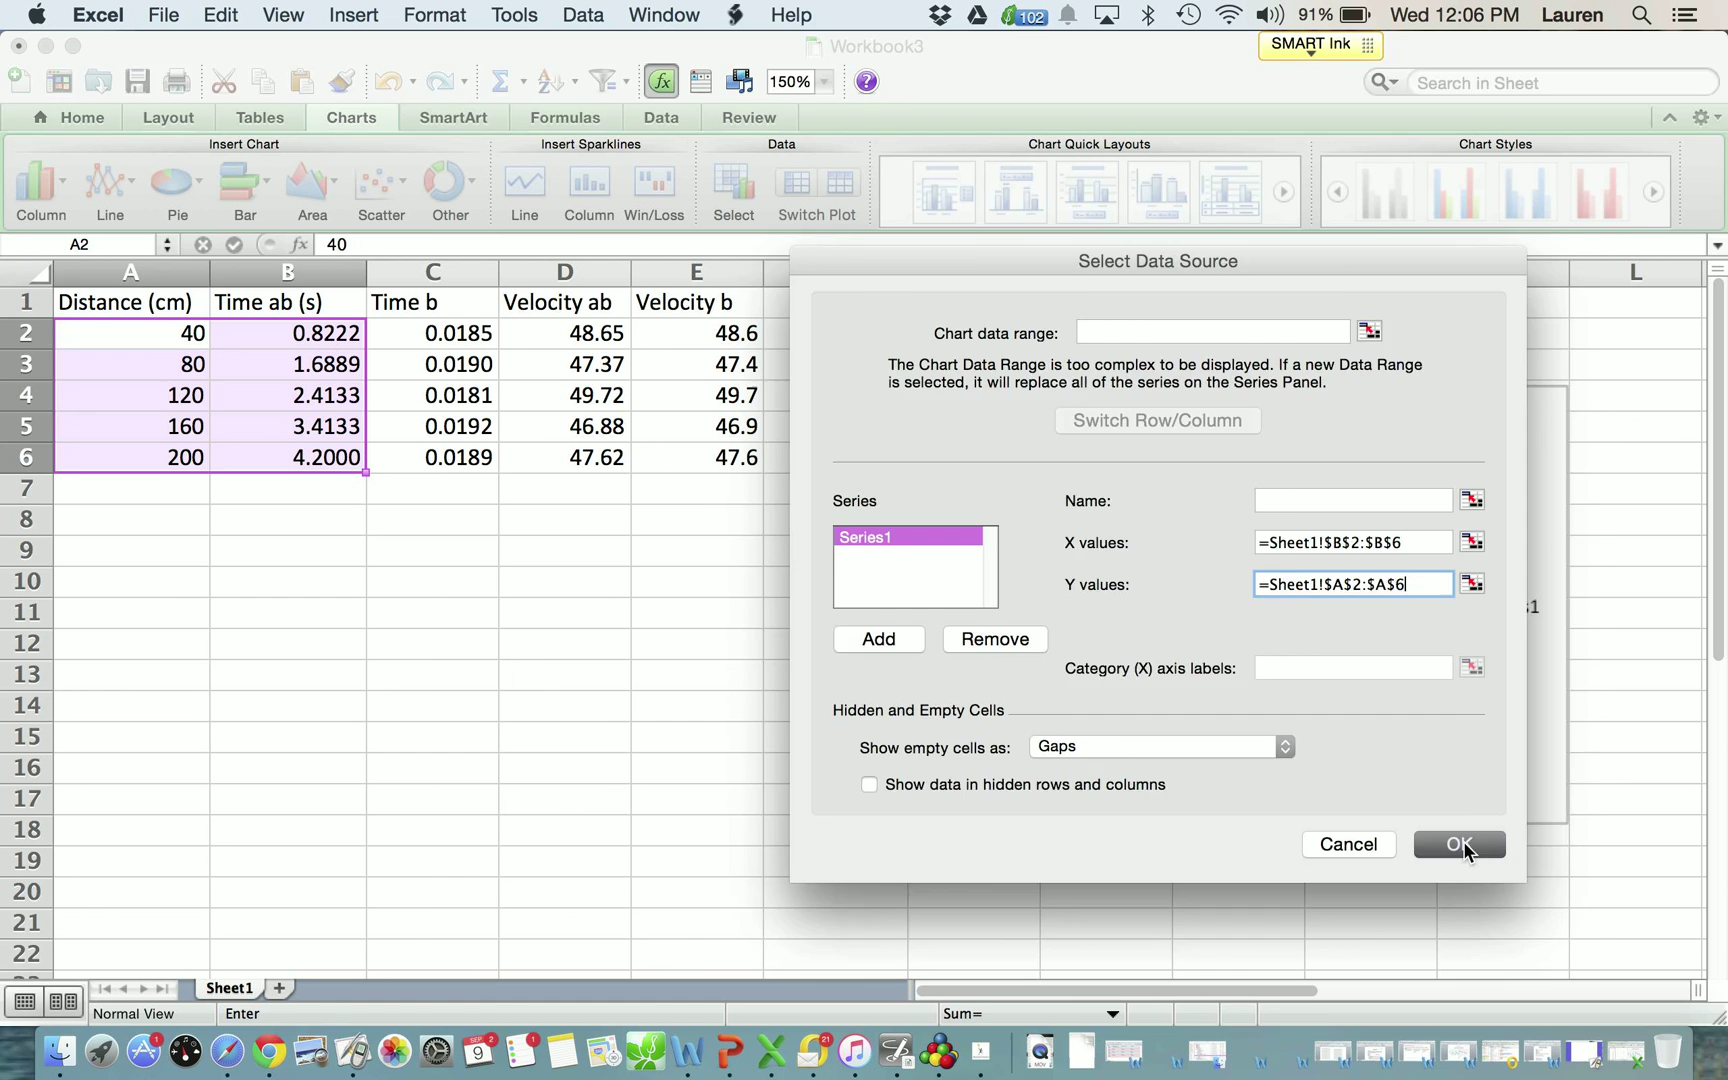 Excel File Edit View Insert Format Tools Data Window Help 102 91% Wed 12:06 PM Lauren
Workbook3
SMART Ink
150% Search in Sheet
Home Layout Tables Charts SmartArt Formulas Data Review
Insert Chart Insert Sparklines Data Chart Quick Layouts Chart Styles
Column Line Pie Bar Area Scatter Other Line Column Win/Loss Select Switch Plot
A2 fx 40
A B C D E L
1 Distance (cm) Time ab (s) Time b Velocity ab Velocity b
2 40 0.8222 0.0185 48.65 48.6
3 80 1.6889 0.0190 47.37 47.4
4 120 2.4133 0.0181 49.72 49.7
5 160 3.4133 0.0192 46.88 46.9
6 200 4.2000 0.0189 47.62 47.6
7
8
9
10
11
12
13
14
15
16
17
18
19
20
21
22
Select Data Source
Chart data range:
The Chart Data Range is too complex to be displayed. If a new Data Range
is selected, it will replace all of the series on the Series Panel.
Switch Row/Column
Series Name:
Series1
X values: =Sheet1!$B$2:$B$6
Y values: =Sheet1!$A$2:$A$6
s1
Add Remove
Category (X) axis labels:
Hidden and Empty Cells
Show empty cells as: Gaps
Show data in hidden rows and columns
Cancel OK
Sheet1
Normal View Enter Sum=